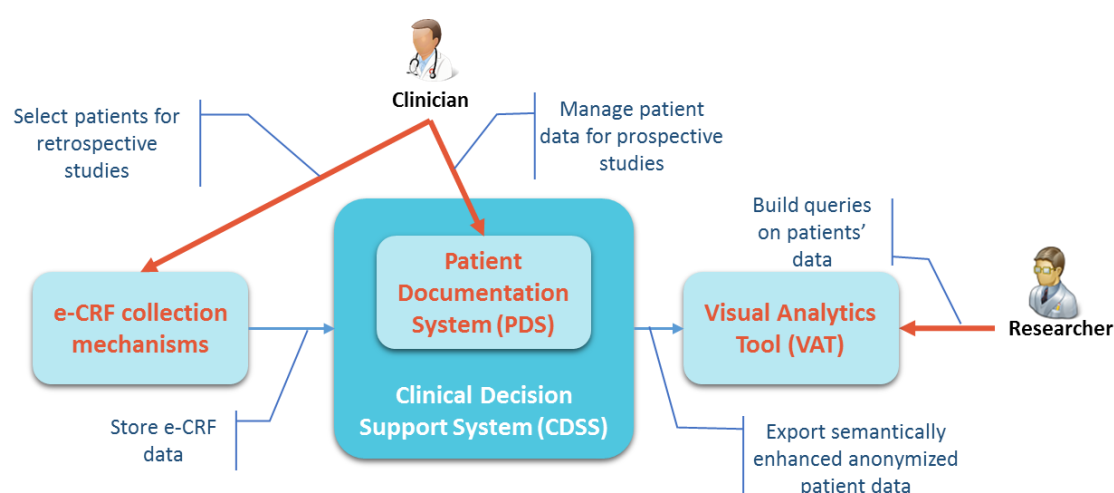 Clinician
Select patients for
retrospective
studies
Manage patient
data for prospective
studies
Build queries
on patients’
data
Researcher
e-CRF collection
mechanisms
Patient
Documentation
System (PDS)
Clinical Decision
Support System (CDSS)
Visual Analytics
Tool (VAT)
Store e-CRF
data
Export semantically
enhanced anonymized
patient data